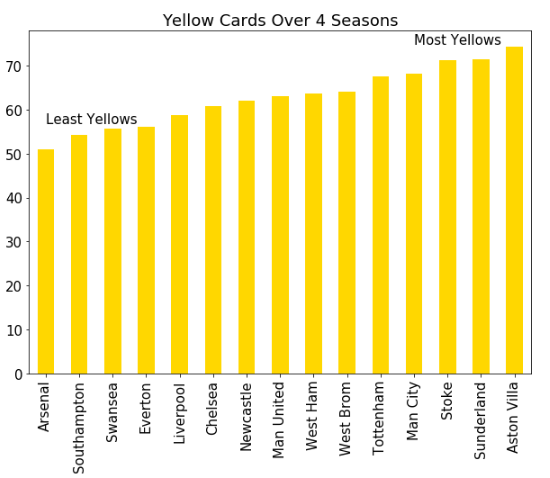 Yellow Cards Over 4 Seasons
Most Yellows
Least Yellows
70
60
50
40
30
20
10
0
Arsenal
Southampton
Swansea
Everton
Liverpool
Chelsea
Newcastle
Man United
West Ham
West Brom
Tottenham
Man City
Stoke
Sunderland
Aston Villa